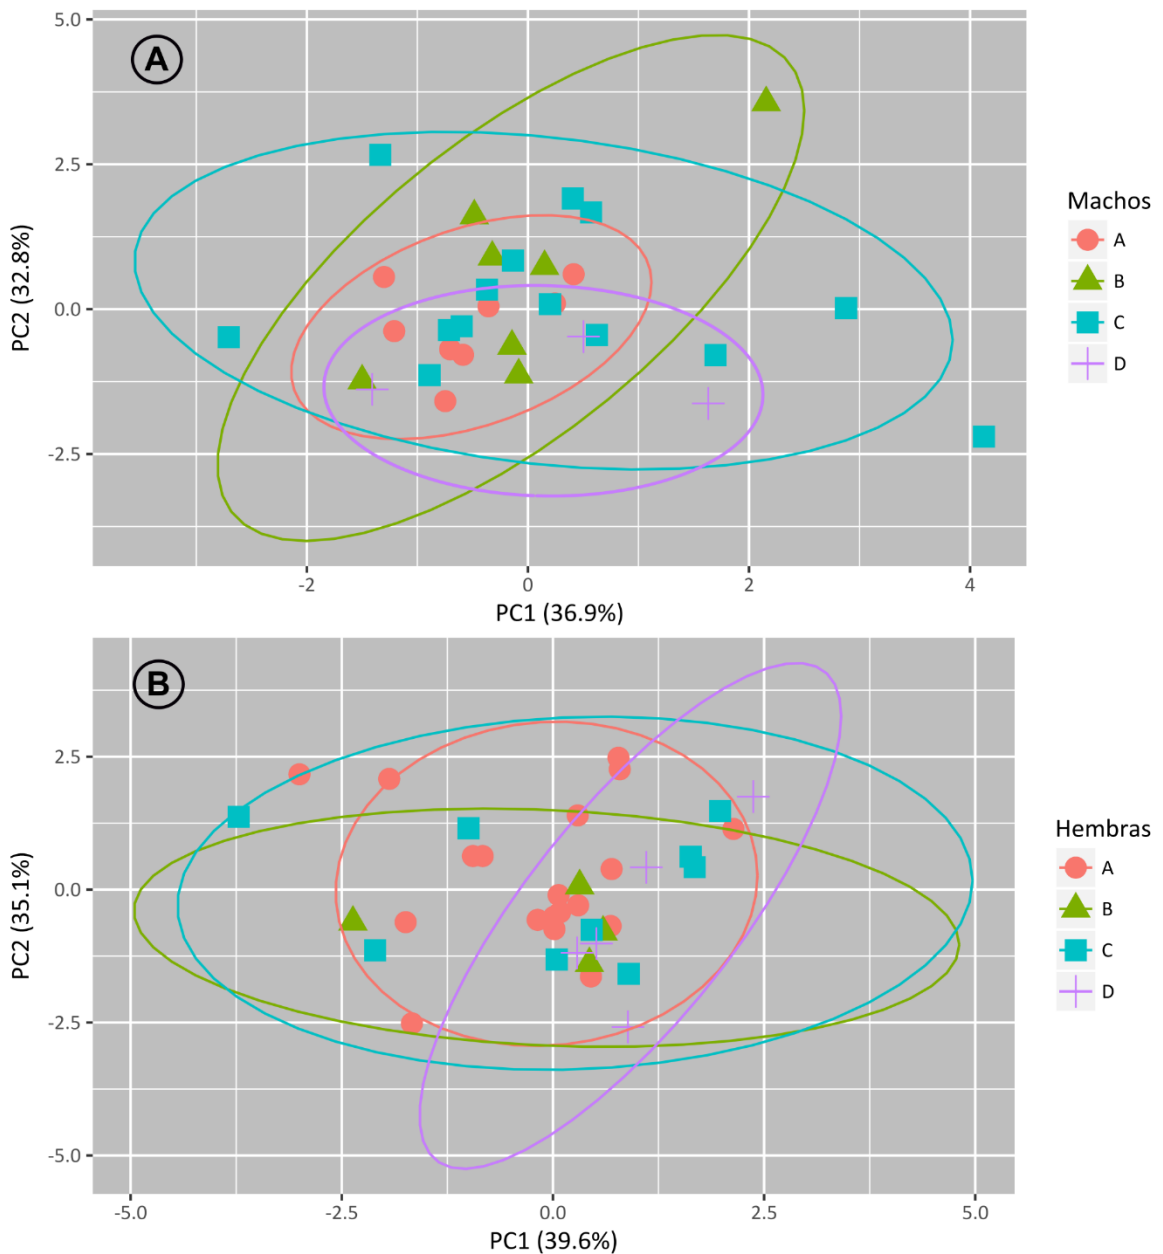 A
5.0
2.5
0.0
-2.5
PC2 (32.8%)
-2
0
2
4
PC1 (36.9%)
Machos
A
B
C
D
B
2.5
0.0
-2.5
-5.0
PC2 (35.1%)
-5.0
-2.5
0.0
2.5
5.0
PC1 (39.6%)
Hembras
A
B
C
D